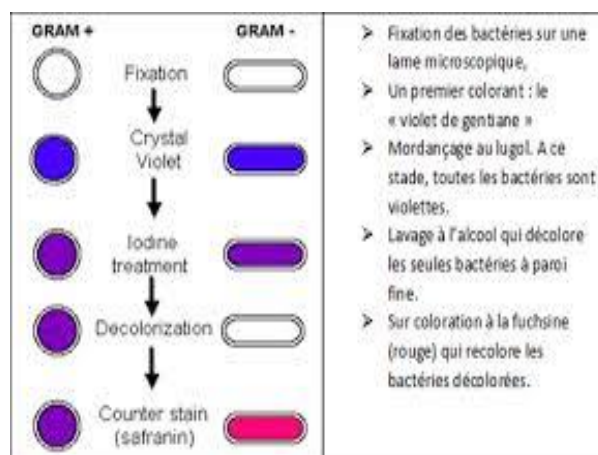 GRAM +
GRAM -
Fixation
Crystal
Violet
Iodine
treatment
Decolorization
Counter stain
(safranin)
➢ Fixation des bactéries sur une
lame microscopique,
➢ Un premier colorant : le
« violet de gentiane »
➢ Mordançage au lugol. A ce
stade, toutes les bactéries sont
violettes.
➢ Lavage à l'alcool qui décolore
les seules bactéries à paroi
fine.
➢ Sur coloration à la fuchsine
(rouge) qui recolore les
bactéries décolorées.